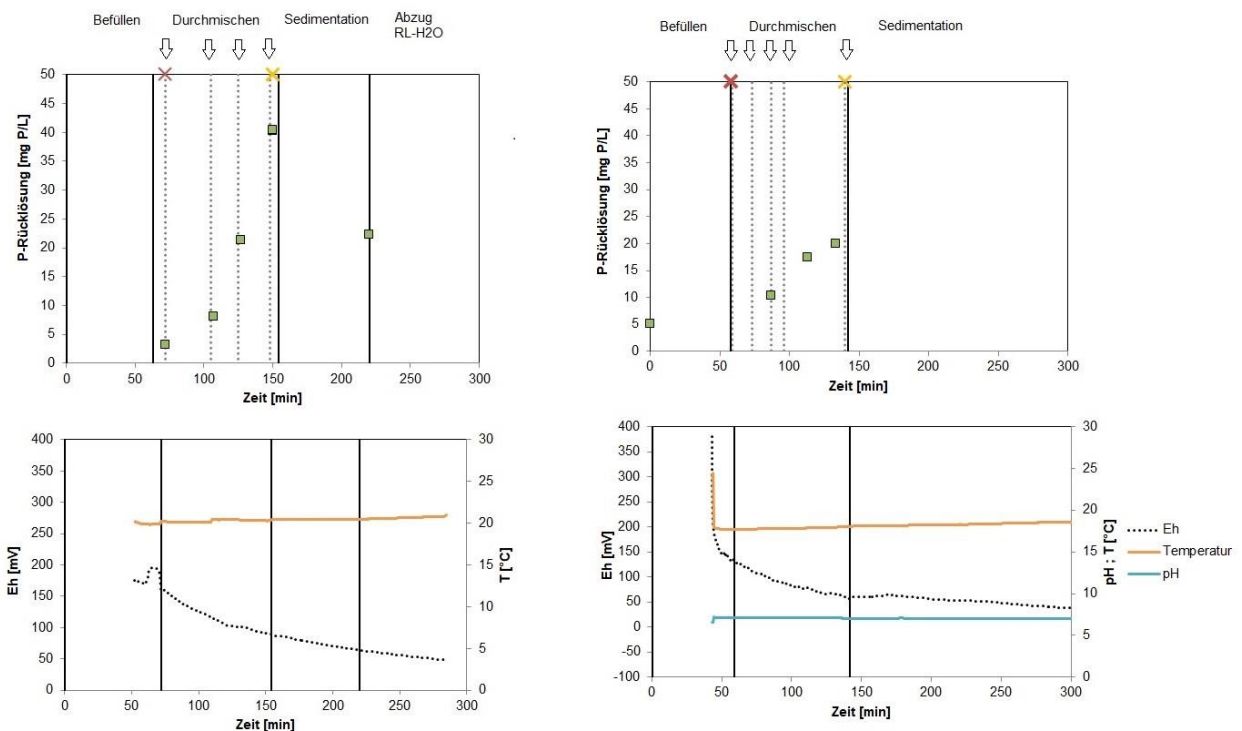 Befüllen Durchmischen Sedimentation Abzug
RL-H2O
P-Rücklösung [mg P/L]
50
45
40
35
30
25
20
15
10
5
0
0 50 100 150 200 250 300
Zeit [min]
Befüllen Durchmischen Sedimentation
P-Rücklösung [mg P/L]
50
45
40
35
30
25
20
15
10
5
0
0 50 100 150 200 250 300
Zeit [min]
Eh [mV]
400
350
300
250
200
150
100
50
0
0 50 100 150 200 250 300
Zeit [min]
30
25
20
15
10
5
0
T [°C]
Eh [mV]
400
350
300
250
200
150
100
50
0
-50
-100
0 50 100 150 200 250 300
Zeit [min]
30
25
20
15
10
5
0
pH ; T [°C]
Eh
Temperatur
pH